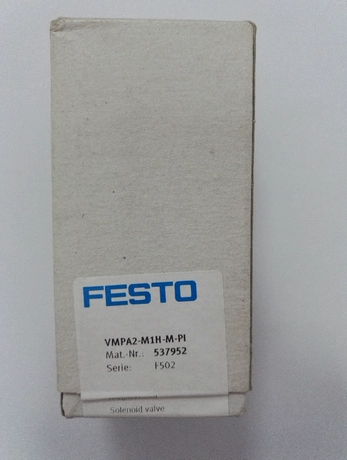 FESTO
VMPA2-M1H-M-PI
Mat.-Nr.: 537952
Serie: F502
Solenoid valve